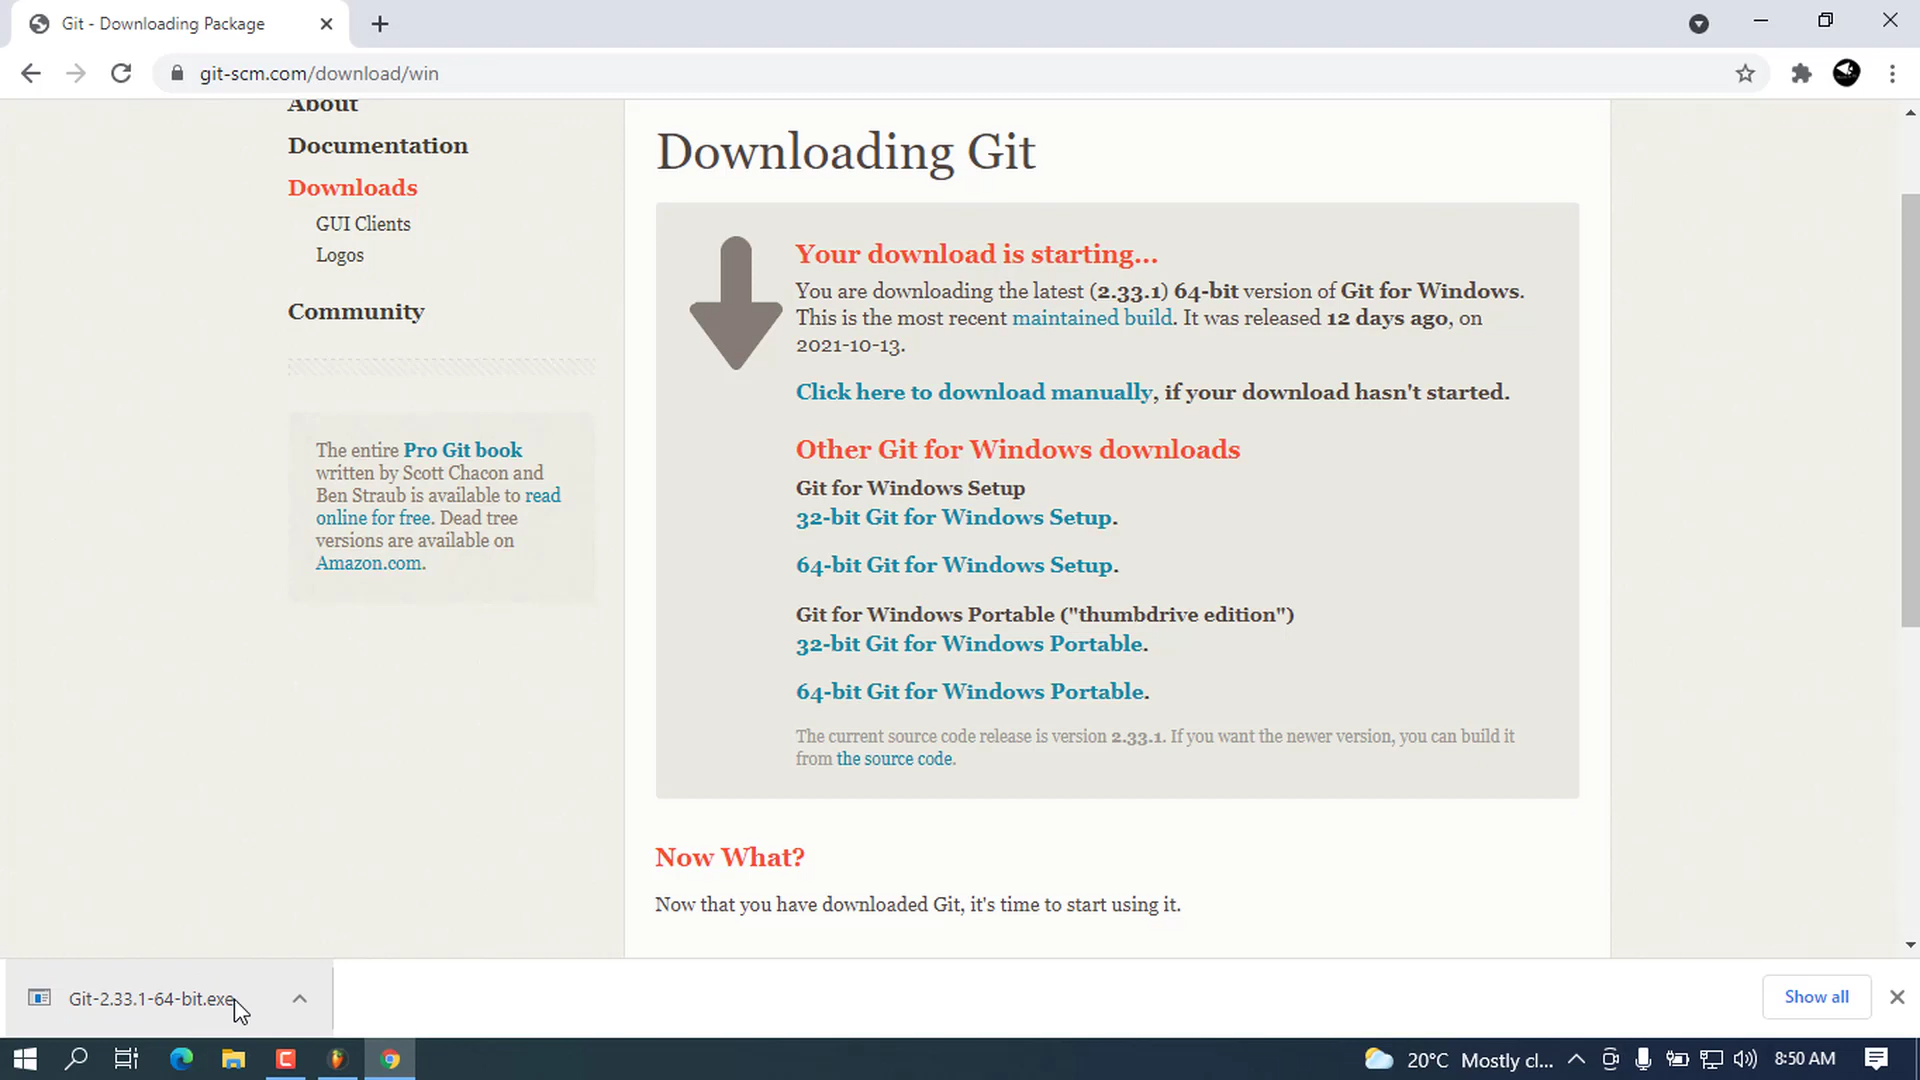 Git - Downloading Package
git-scm.com/download/win
About
Documentation
Downloads
GUI Clients
Logos
Community
The entire Pro Git book
written by Scott Chacon and
Ben Straub is available to read
online for free. Dead tree
versions are available on
Amazon.com.
Downloading Git
Your download is starting...
You are downloading the latest (2.33.1) 64-bit version of Git for Windows.
This is the most recent maintained build. It was released 12 days ago, on
2021-10-13.
Click here to download manually, if your download hasn't started.
Other Git for Windows downloads
Git for Windows Setup
32-bit Git for Windows Setup.
64-bit Git for Windows Setup.
Git for Windows Portable ("thumbdrive edition")
32-bit Git for Windows Portable.
64-bit Git for Windows Portable.
The current source code release is version 2.33.1. If you want the newer version, you can build it
from the source code.
Now What?
Now that you have downloaded Git, it's time to start using it.
Git-2.33.1-64-bit.exe
Show all
20°C Mostly cl...
8:50 AM